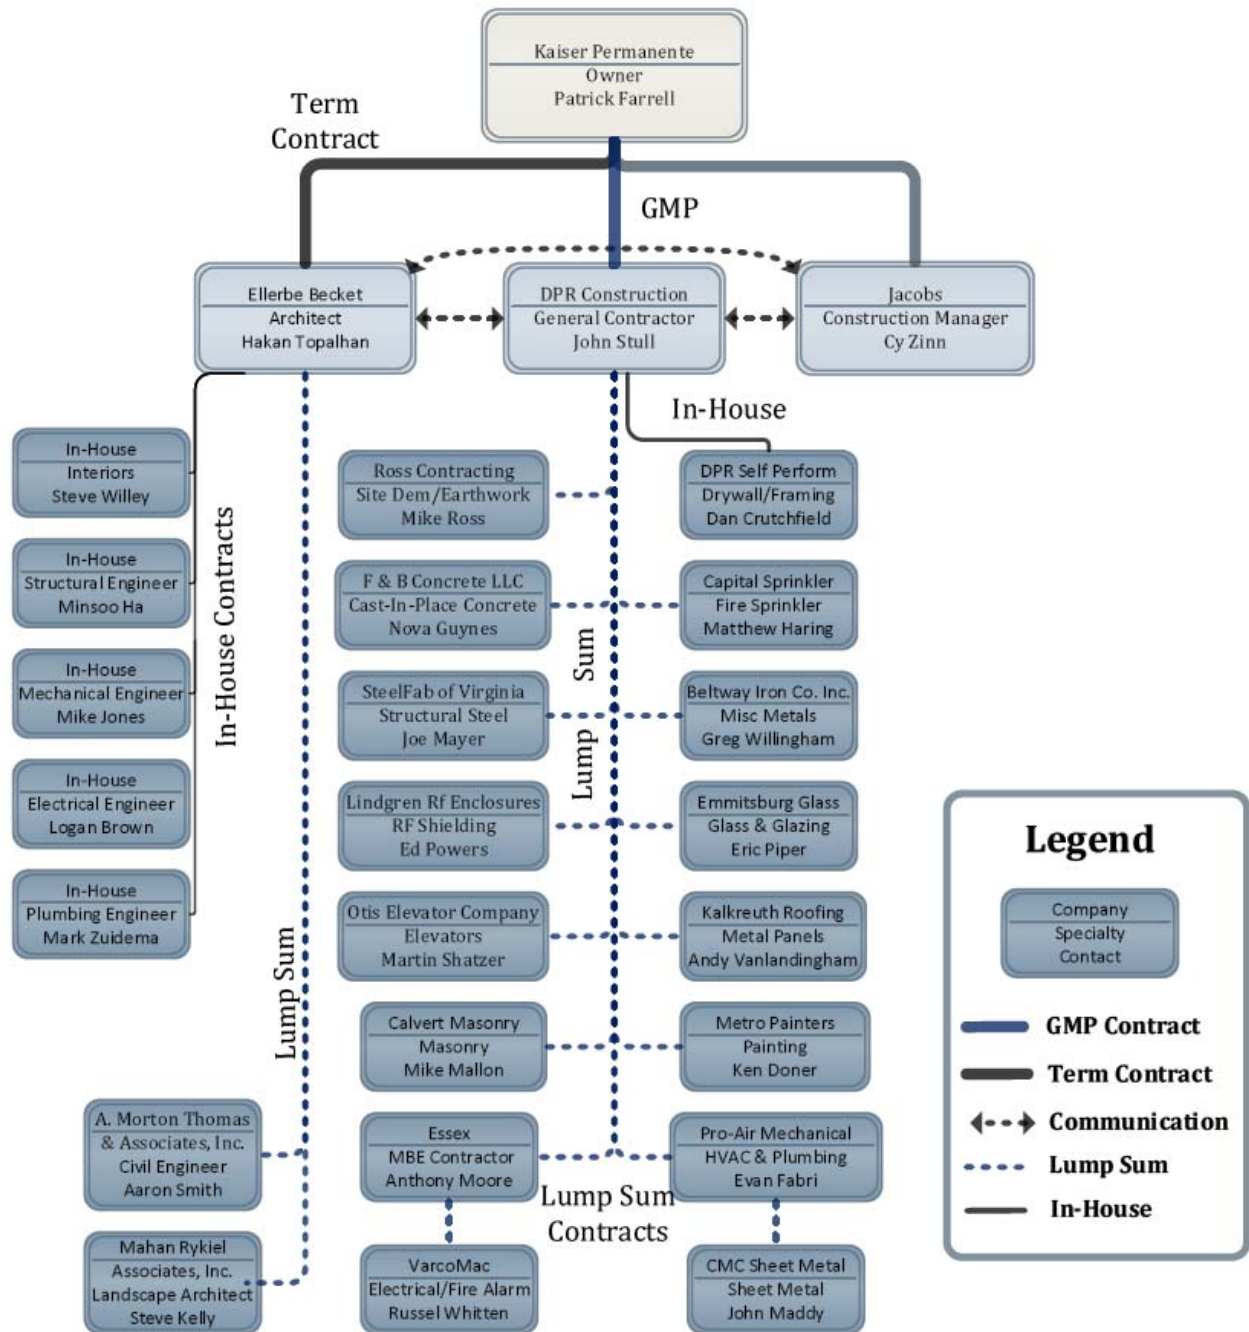 Kaiser Permanente
Owner
Patrick Farrell
Term
Contract
GMP
Ellerbe Becket
Architect
Hakan Topalhan
DPR Construction
General Contractor
John Stull
Jacobs
Construction Manager
Cy Zinn
In-House
In-House
Interiors
Steve Willey
In-House
Structural Engineer
Minsoo Ha
In-House
Mechanical Engineer
Mike Jones
In-House
Electrical Engineer
Logan Brown
In-House
Plumbing Engineer
Mark Zuidema
In-House Contracts
Lump Sum
A. Morton Thomas
& Associates, Inc.
Civil Engineer
Aaron Smith
Mahan Rykiel
Associates, Inc.
Landscape Architect
Steve Kelly
Ross Contracting
Site Dem/Earthwork
Mike Ross
F & B Concrete LLC
Cast-In-Place Concrete
Nova Guynes
SteelFab of Virginia
Structural Steel
Joe Mayer
Lindgren Rf Enclosures
RF Shielding
Ed Powers
Otis Elevator Company
Elevators
Martin Shatzer
Calvert Masonry
Masonry
Mike Mallon
Essex
MBE Contractor
Anthony Moore
VarcoMac
Electrical/Fire Alarm
Russel Whitten
Lump Sum
Lump Sum
Contracts
DPR Self Perform
Drywall/Framing
Dan Crutchfield
Capital Sprinkler
Fire Sprinkler
Matthew Haring
Beltway Iron Co. Inc.
Misc Metals
Greg Willingham
Emmitsburg Glass
Glass & Glazing
Eric Piper
Kalkreuth Roofing
Metal Panels
Andy Vanlandingham
Metro Painters
Painting
Ken Doner
Pro-Air Mechanical
HVAC & Plumbing
Evan Fabri
CMC Sheet Metal
Sheet Metal
John Maddy
Legend
Company
Specialty
Contact
GMP Contract
Term Contract
Communication
Lump Sum
In-House